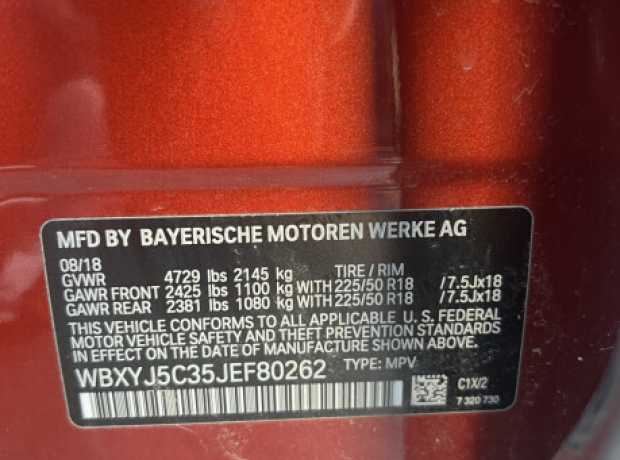 MFD BY BAYERISCHE MOTOREN WERKE AG
08/18
GVWR 4729 lbs 2145 kg TIRE / RIM
GAWR FRONT 2425 lbs 1100 kg WITH 225/50 R18 / 7.5Jx18
GAWR REAR 2381 lbs 1080 kg WITH 225/50 R18 / 7.5Jx18
THIS VEHICLE CONFORMS TO ALL APPLICABLE U. S. FEDERAL
MOTOR VEHICLE SAFETY AND THEFT PREVENTION STANDARDS
IN EFFECT ON THE DATE OF MANUFACTURE SHOWN ABOVE.
WBXYJ5C35JEF80262 TYPE: MPV
C1X/2
7 320 730